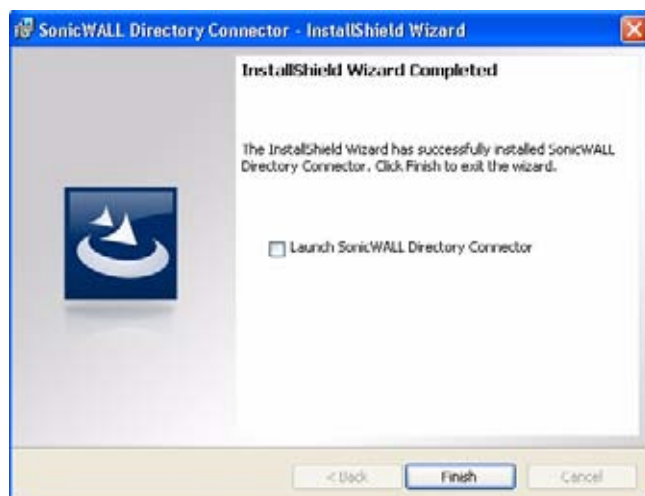 SonicWALL Directory Connector - InstallShield Wizard
InstallShield Wizard Completed
The InstallShield Wizard has successfully installed SonicWALL
Directory Connector. Click Finish to exit the wizard.
Launch SonicWALL Directory Connector
< Back
Finish
Cancel